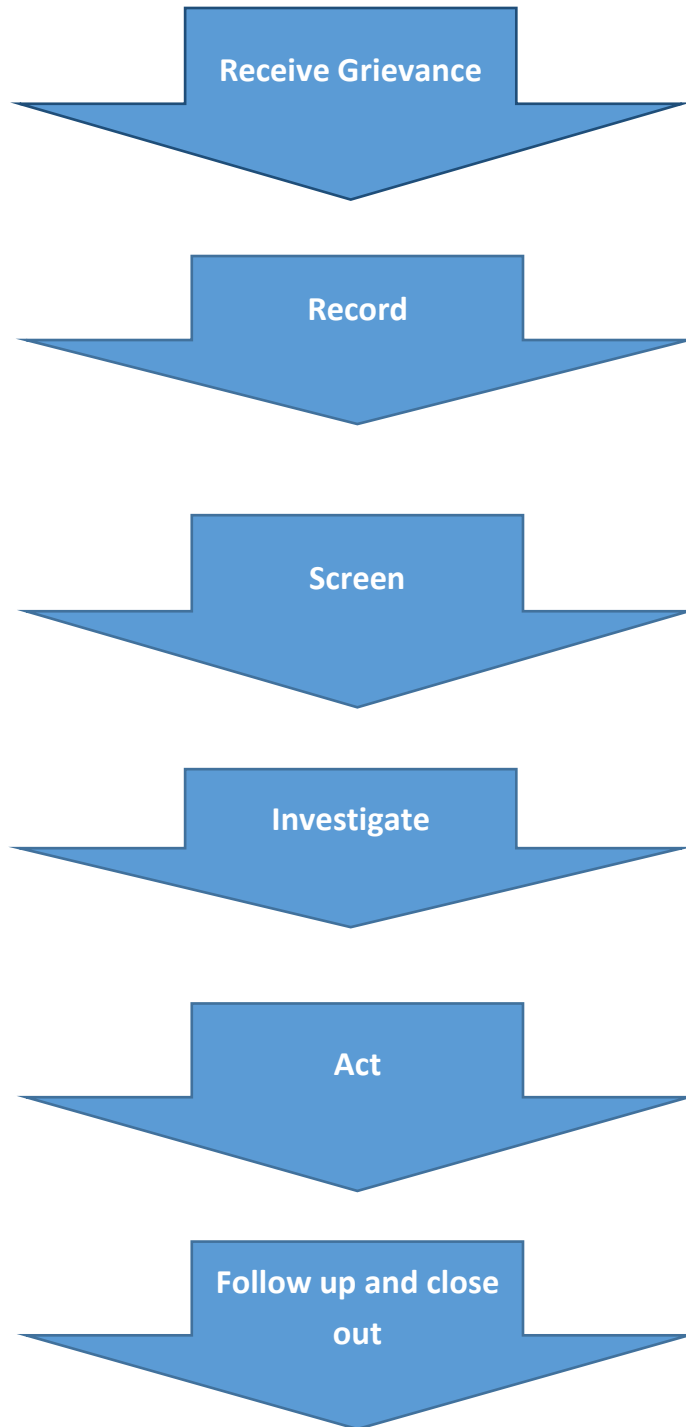 Receive Grievance
Record
Screen
Investigate
Act
Follow up and close
out